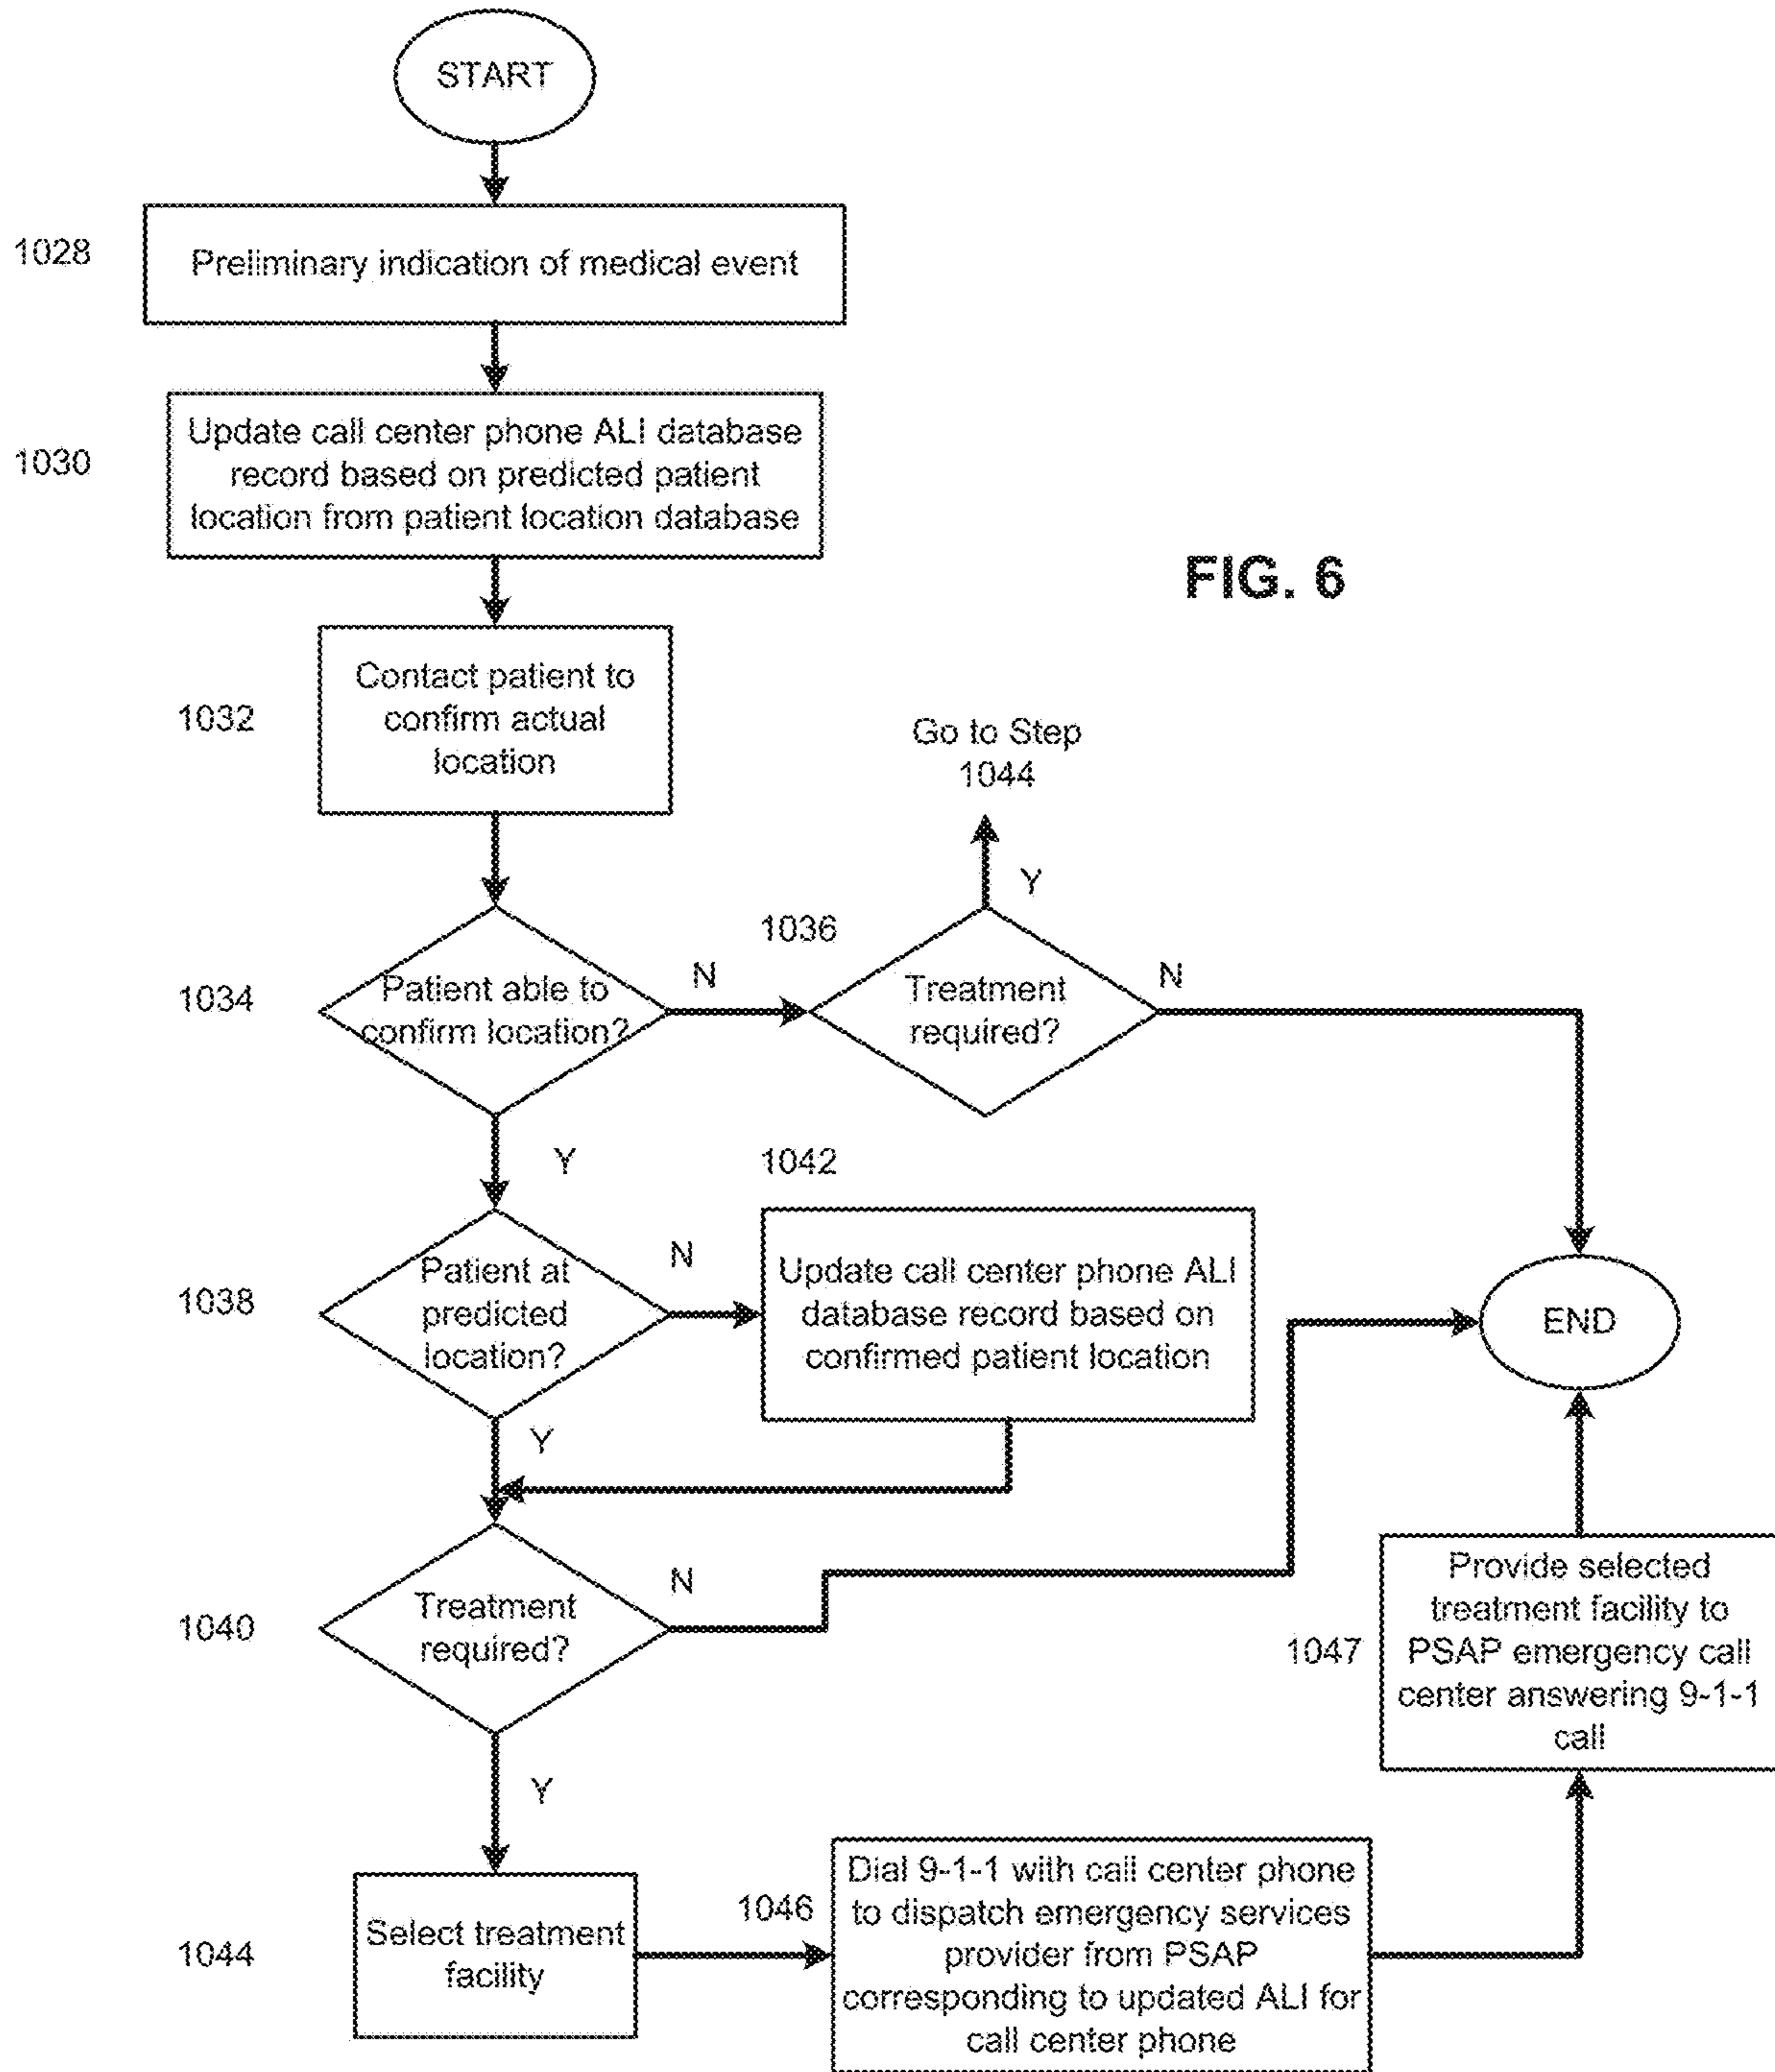 START
1028
Preliminary indication of medical event
1030
Update call center phone ALI database
record based on predicted patient
location from patient location database
FIG. 6
1032
Contact patient to
confirm actual
location
Go to Step
1044
Y
1036
1034
Patient able to
confirm location?
N
Treatment
required?
N
Y
1042
1038
Patient at
predicted
location?
N
Update call center phone ALI
database record based on
confirmed patient location
END
Y
1040
Treatment
required?
N
1047
Provide selected
treatment facility to
PSAP emergency call
center answering 9-1-1
call
Y
1044
Select treatment
facility
1046
Dial 9-1-1 with call center phone
to dispatch emergency services
provider from PSAP
corresponding to updated ALI for
call center phone